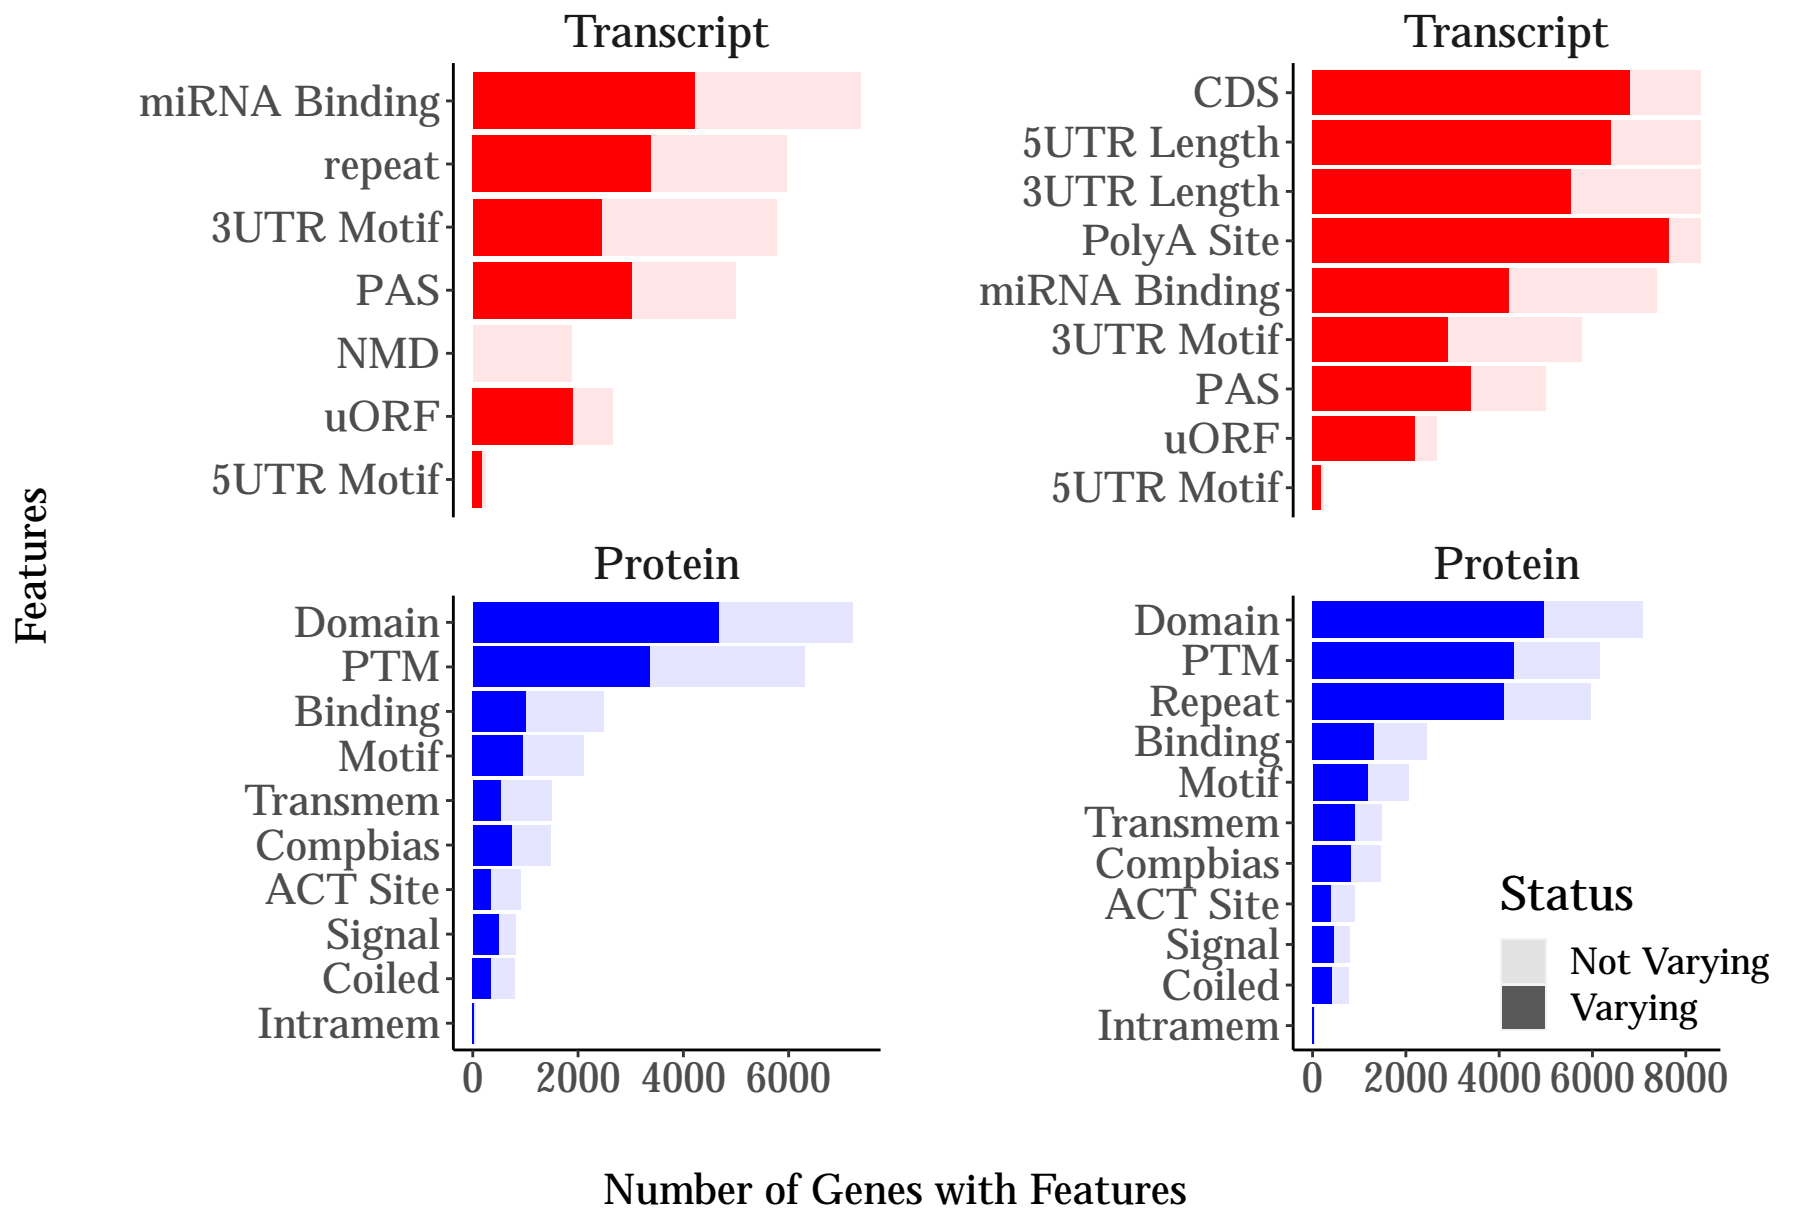 Transcript
miRNA Binding
repeat
3UTR Motif
PAS
NMD
uORF
5UTR Motif
Transcript
CDS
5UTR Length
3UTR Length
PolyA Site
miRNA Binding
3UTR Motif
PAS
uORF
5UTR Motif
Features
Protein
Domain
PTM
Binding
Motif
Transmem
Compbias
ACT Site
Signal
Coiled
Intramem
0 2000 4000 6000
Protein
Domain
PTM
Repeat
Binding
Motif
Transmem
Compbias
ACT Site
Signal
Coiled
Intramem
0 2000 4000 6000 8000
Status
Not Varying
Varying
Number of Genes with Features